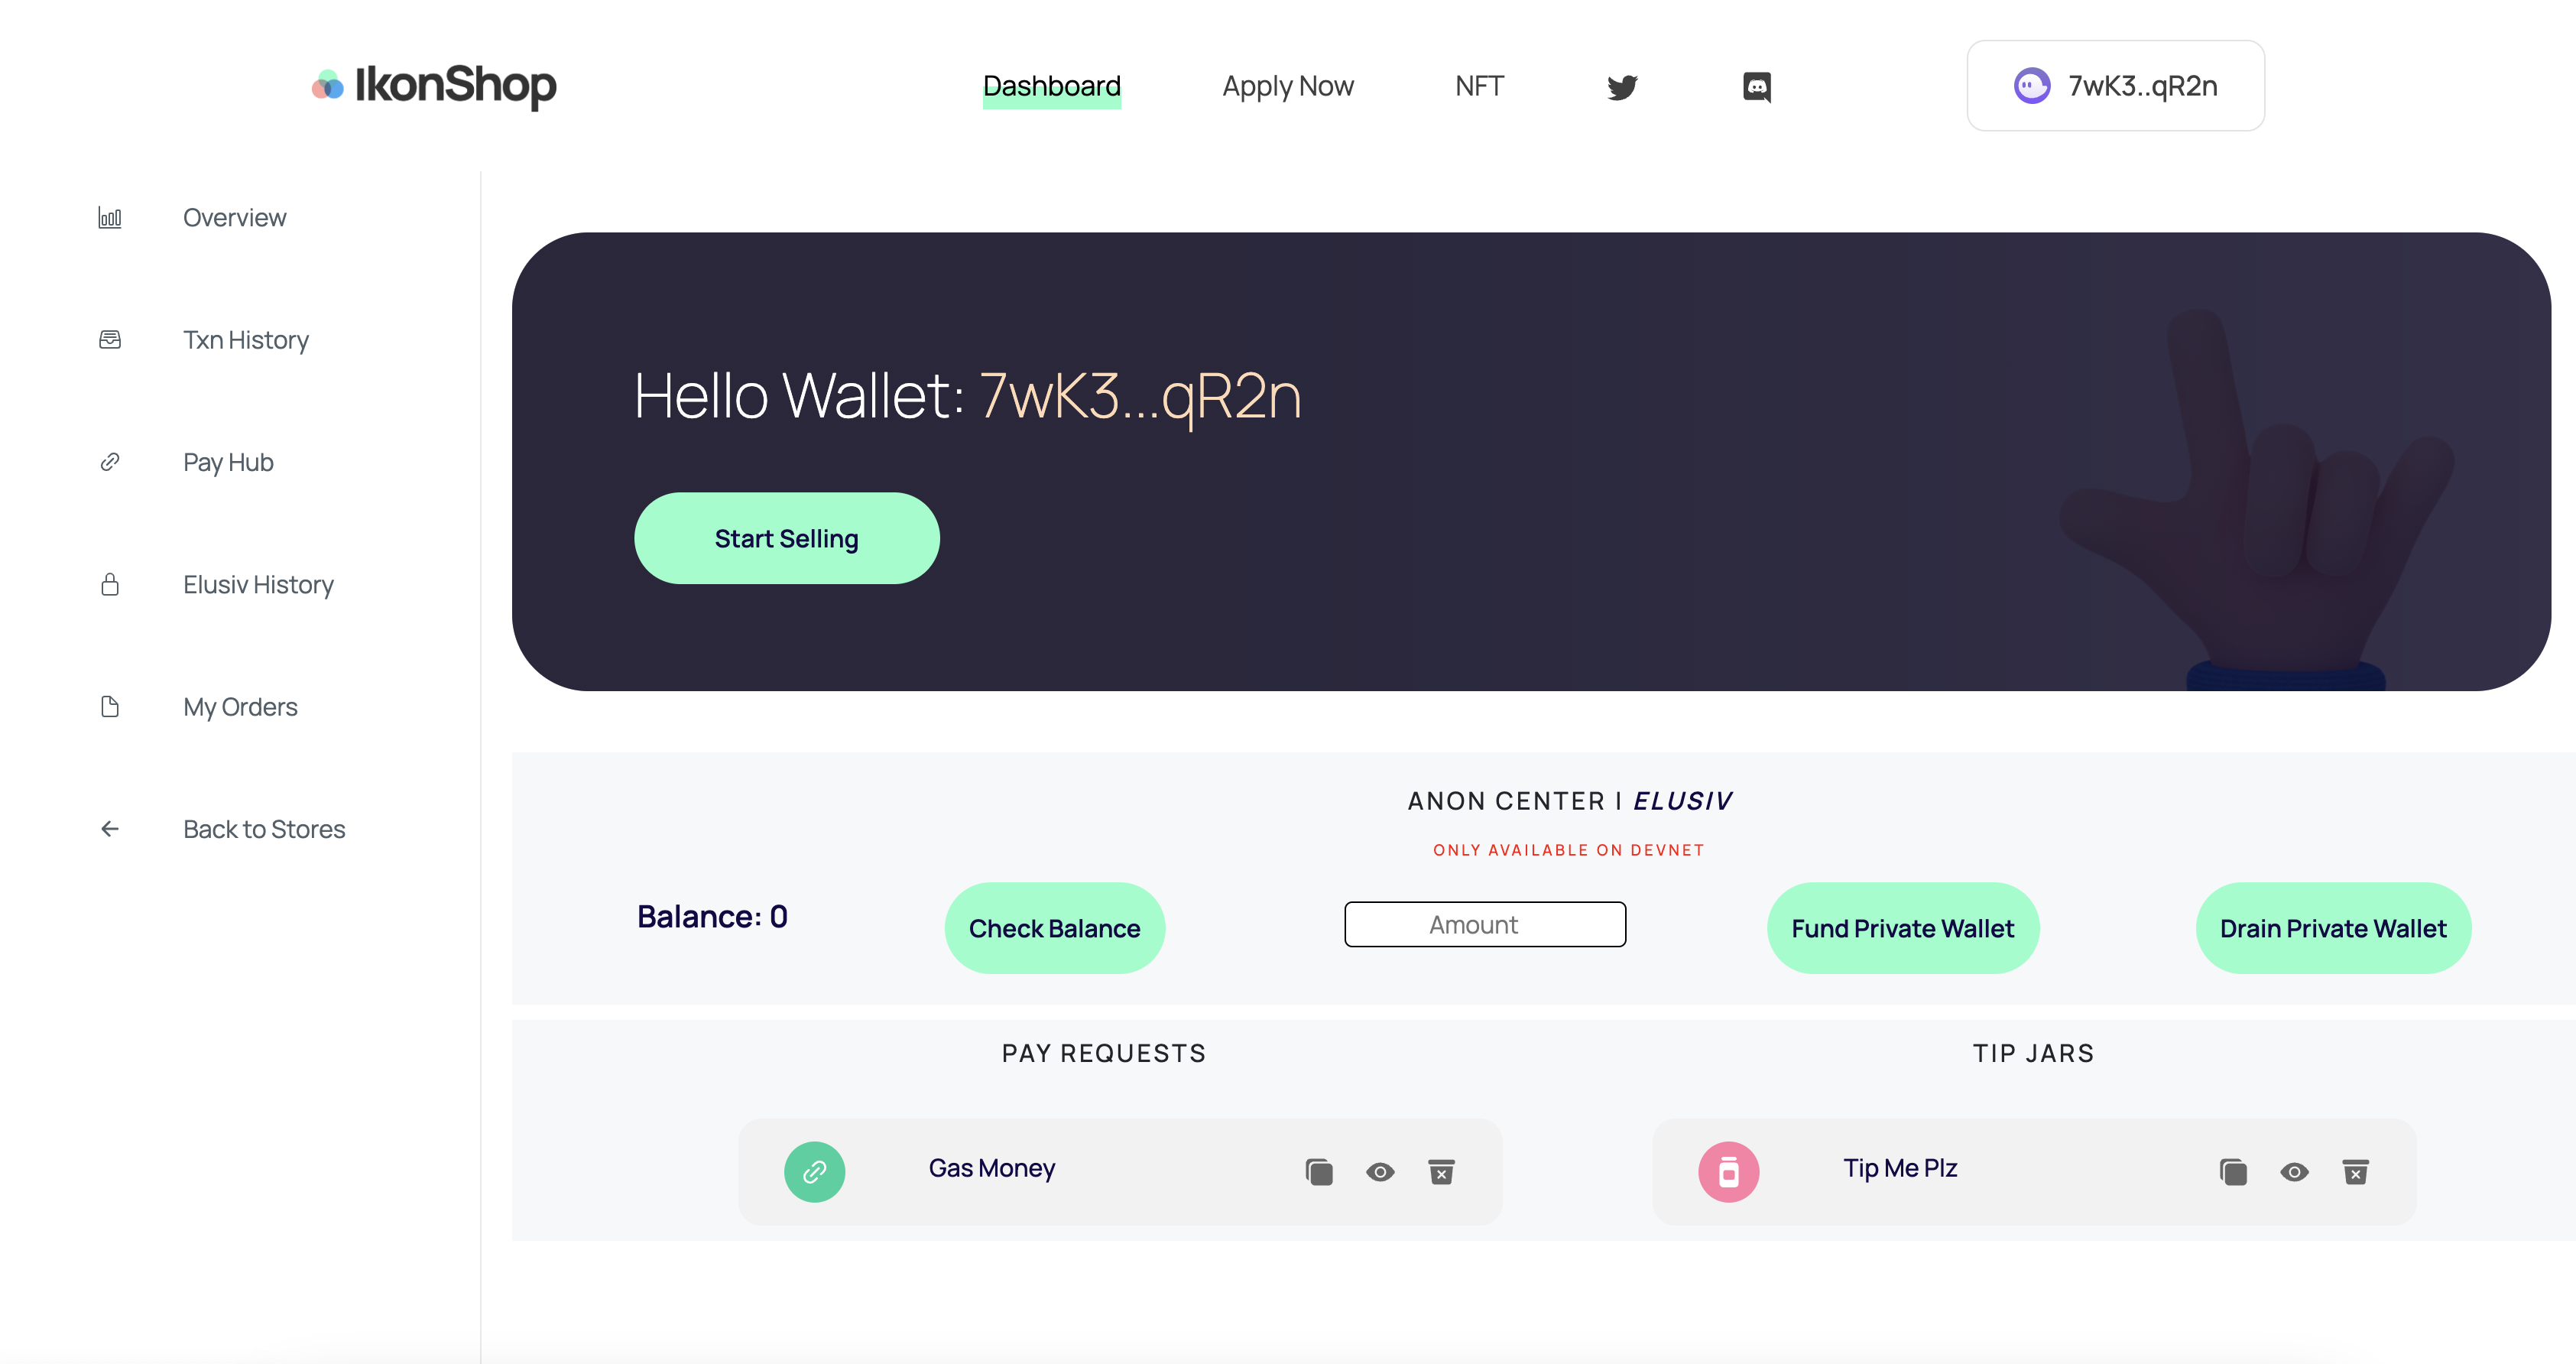 IkonShop
Dashboard
Apply Now
NFT
7wK3..qR2n
Overview
Txn History
Pay Hub
Elusiv History
My Orders
Back to Stores
Hello Wallet: 7wK3...qR2n
Start Selling
ANON CENTER | ELUSIV
ONLY AVAILABLE ON DEVNET
Balance: 0
Check Balance
Amount
Fund Private Wallet
Drain Private Wallet
PAY REQUESTS
Gas Money
TIP JARS
Tip Me Plz